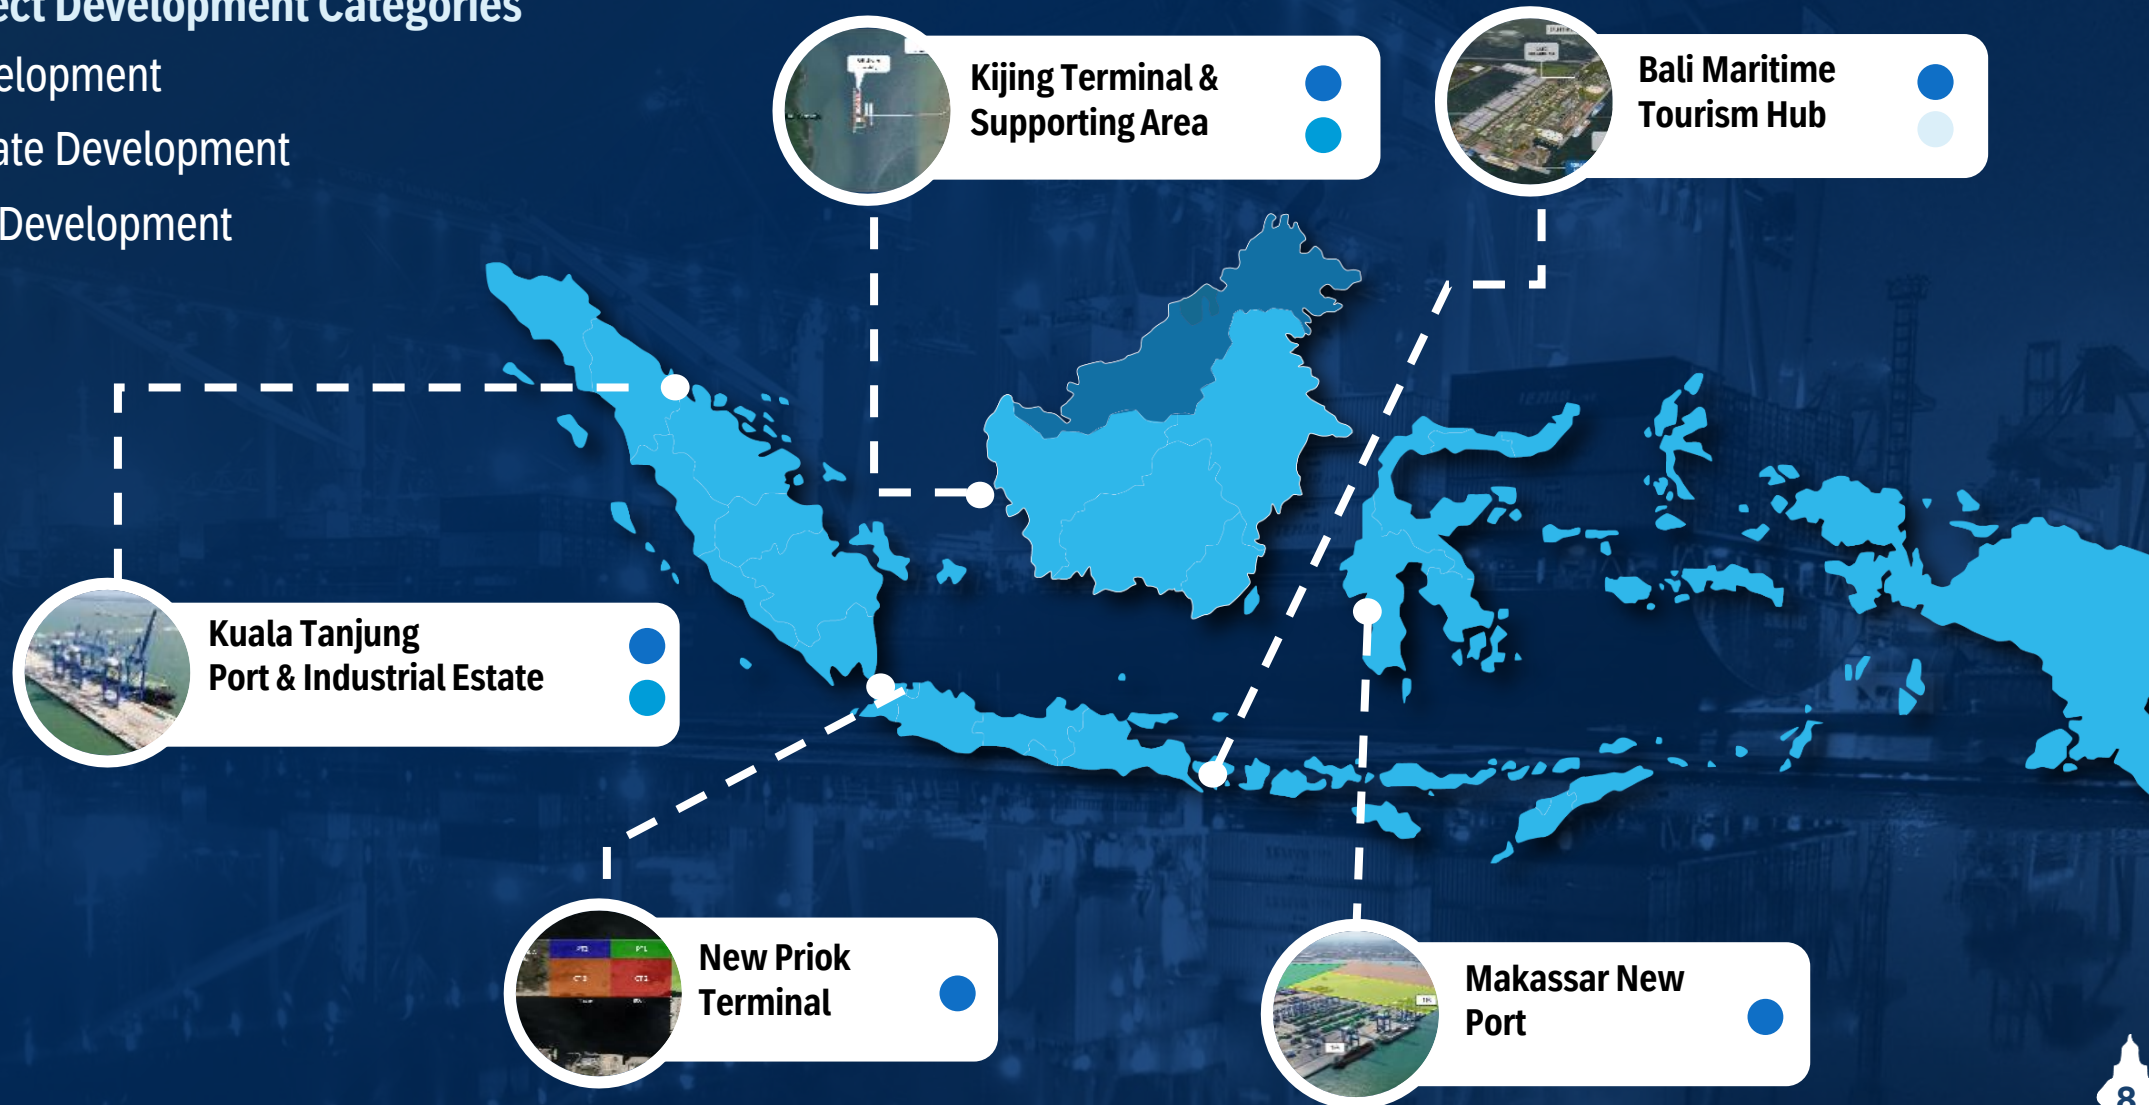 ect Development Categories
elopment
ate Development
Development
Kijing Terminal &
Supporting Area
Bali Maritime
Tourism Hub
Kuala Tanjung
Port & Industrial Estate
New Priok
Terminal
Makassar New
Port
8